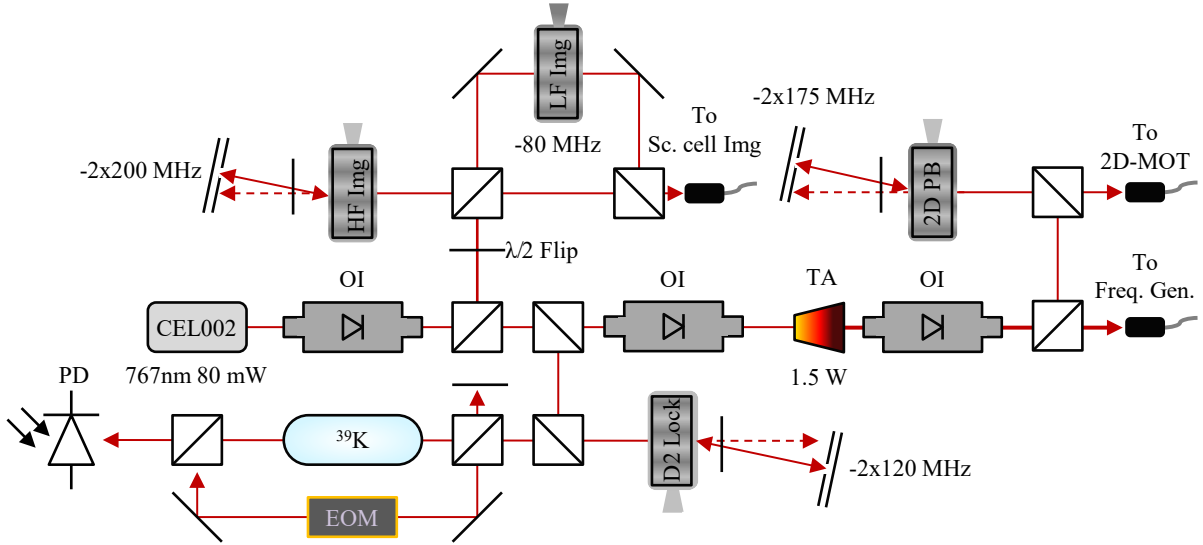 LF Img
-80 MHz
To
Sc. cell Img
-2x200 MHz
HF Img
-2x175 MHz
2D PB
To
2D-MOT
λ/2 Flip
OI
OI
TA
OI
To
Freq. Gen.
CEL002
767nm 80 mW
1.5 W
PD
³⁹K
D2 Lock
-2x120 MHz
EOM